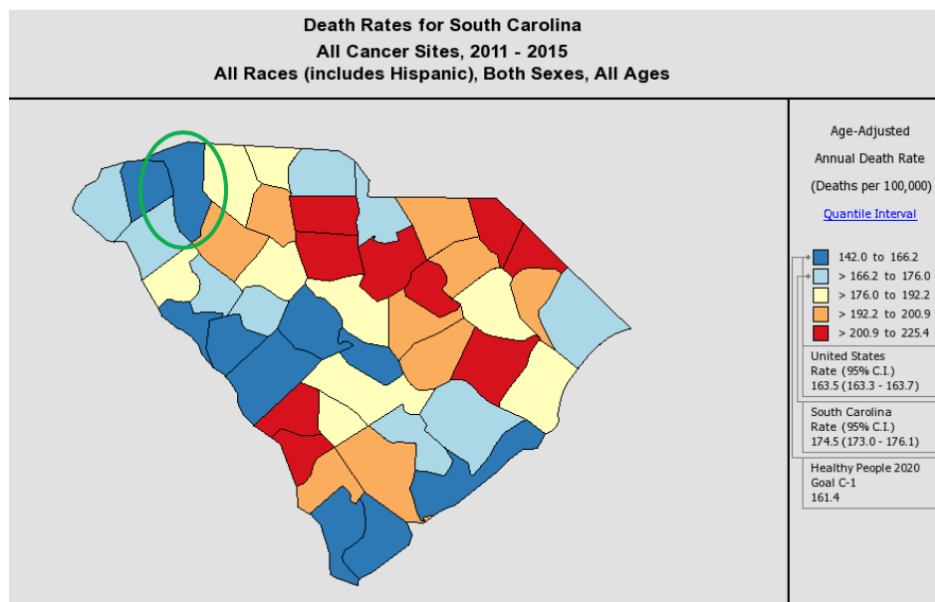 Death Rates for South Carolina
All Cancer Sites, 2011 - 2015
All Races (includes Hispanic), Both Sexes, All Ages
Age-Adjusted
Annual Death Rate
(Deaths per 100,000)
Quantile Interval
142.0 to 166.2
> 166.2 to 176.0
> 176.0 to 192.2
> 192.2 to 200.9
> 200.9 to 225.4
United States
Rate (95% C.I.)
163.5 (163.3 - 163.7)
South Carolina
Rate (95% C.I.)
174.5 (173.0 - 176.1)
Healthy People 2020
Goal C-1
161.4